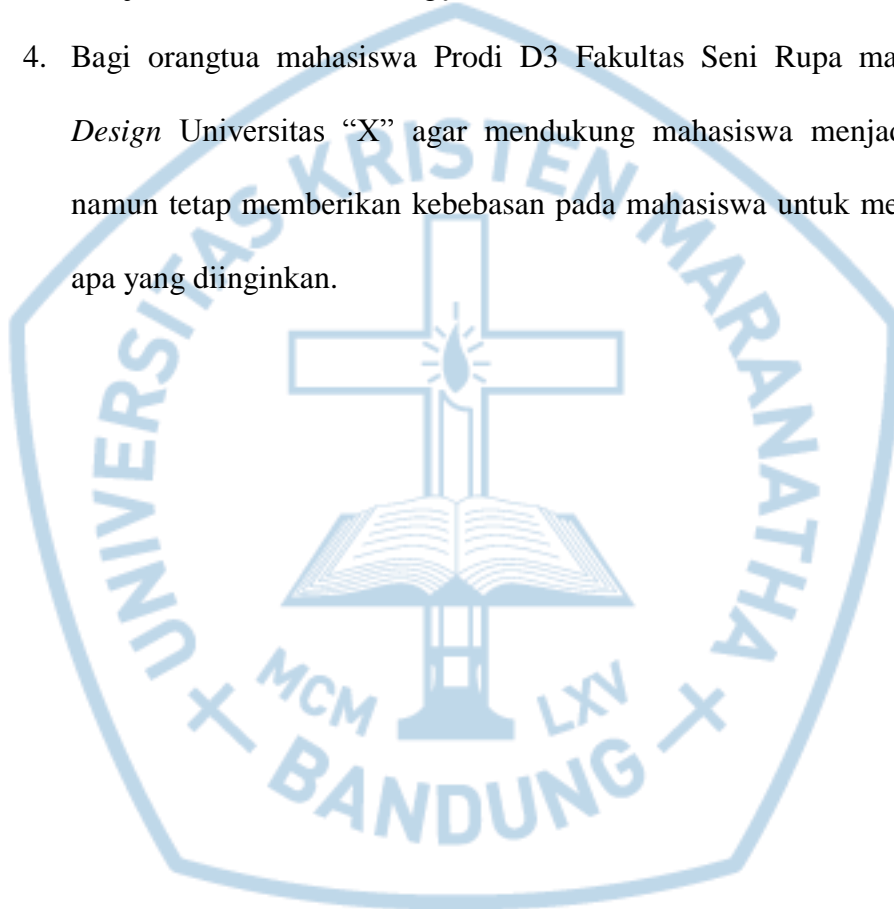 4. Bagi orangtua mahasiswa Prodi D3 Fakultas Seni Rupa
Design Universitas “X” agar mendukung mahasiswa
namun tetap memberikan kebebasan pada mahasiswa untuk
apa yang diinginkan.
UNIVERSITAS KRISTEN MARANATHA
MCM LXV
BANDUNG